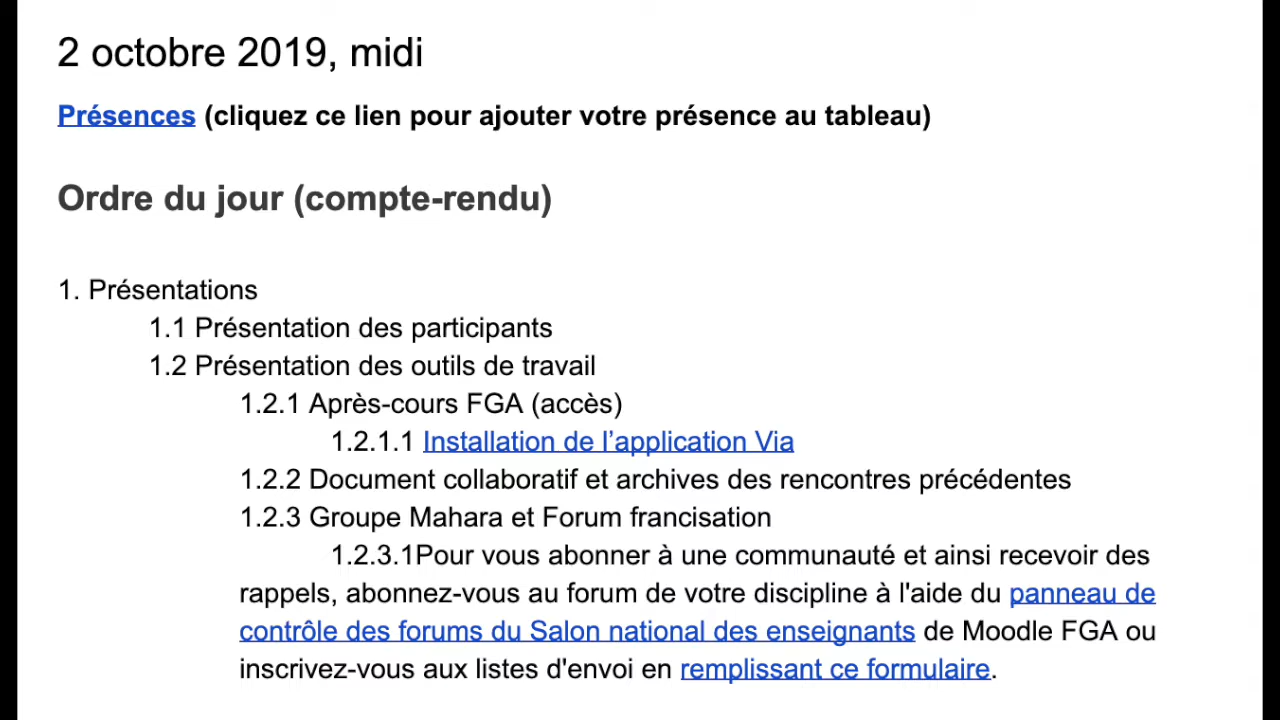 2 octobre 2019, midi
Présences (cliquez ce lien pour ajouter votre présence au tableau)
Ordre du jour (compte-rendu)
1. Présentations
1.1 Présentation des participants
1.2 Présentation des outils de travail
1.2.1 Après-cours FGA (accès)
1.2.1.1 Installation de l’application Via
1.2.2 Document collaboratif et archives des rencontres précédentes
1.2.3 Groupe Mahara et Forum francisation
1.2.3.1Pour vous abonner à une communauté et ainsi recevoir des
rappels, abonnez-vous au forum de votre discipline à l'aide du panneau de
contrôle des forums du Salon national des enseignants de Moodle FGA ou
inscrivez-vous aux listes d'envoi en remplissant ce formulaire.